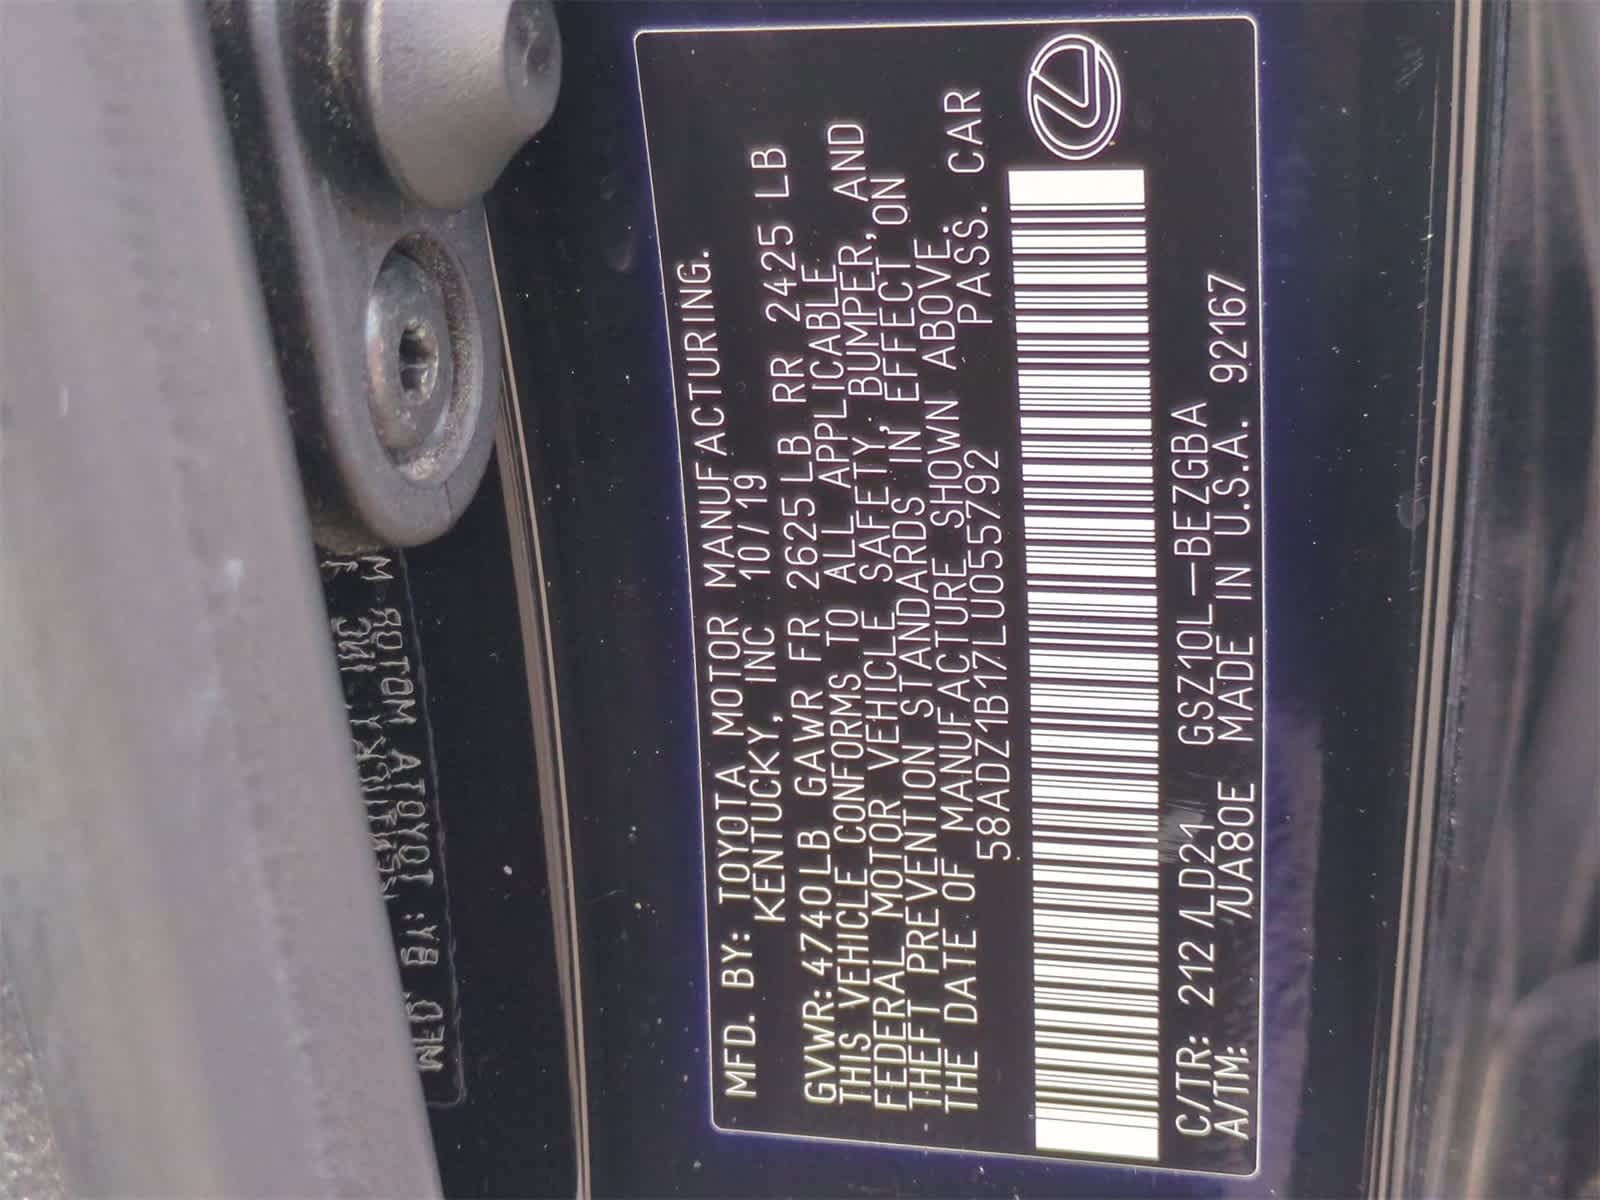 MFD. BY: TOYOTA MOTOR MANUFACTURING.
KENTUCKY, INC 10/19
GVWR: 4740LB GAWR FR 2625LB RR 2425 LB
THIS VEHICLE CONFORMS TO ALL APPLICABLE
FEDERAL MOTOR VEHICLE SAFETY, BUMPER, AND
THEFT PREVENTION STANDARDS IN EFFECT ON
THE DATE OF MANUFACTURE SHOWN ABOVE.
58ADZ1B17LU055792 PASS. CAR
C/TR: 212 /LD21 GSZ10L-BEZGBA
A/TM: /UA80E MADE IN U.S.A. 92167